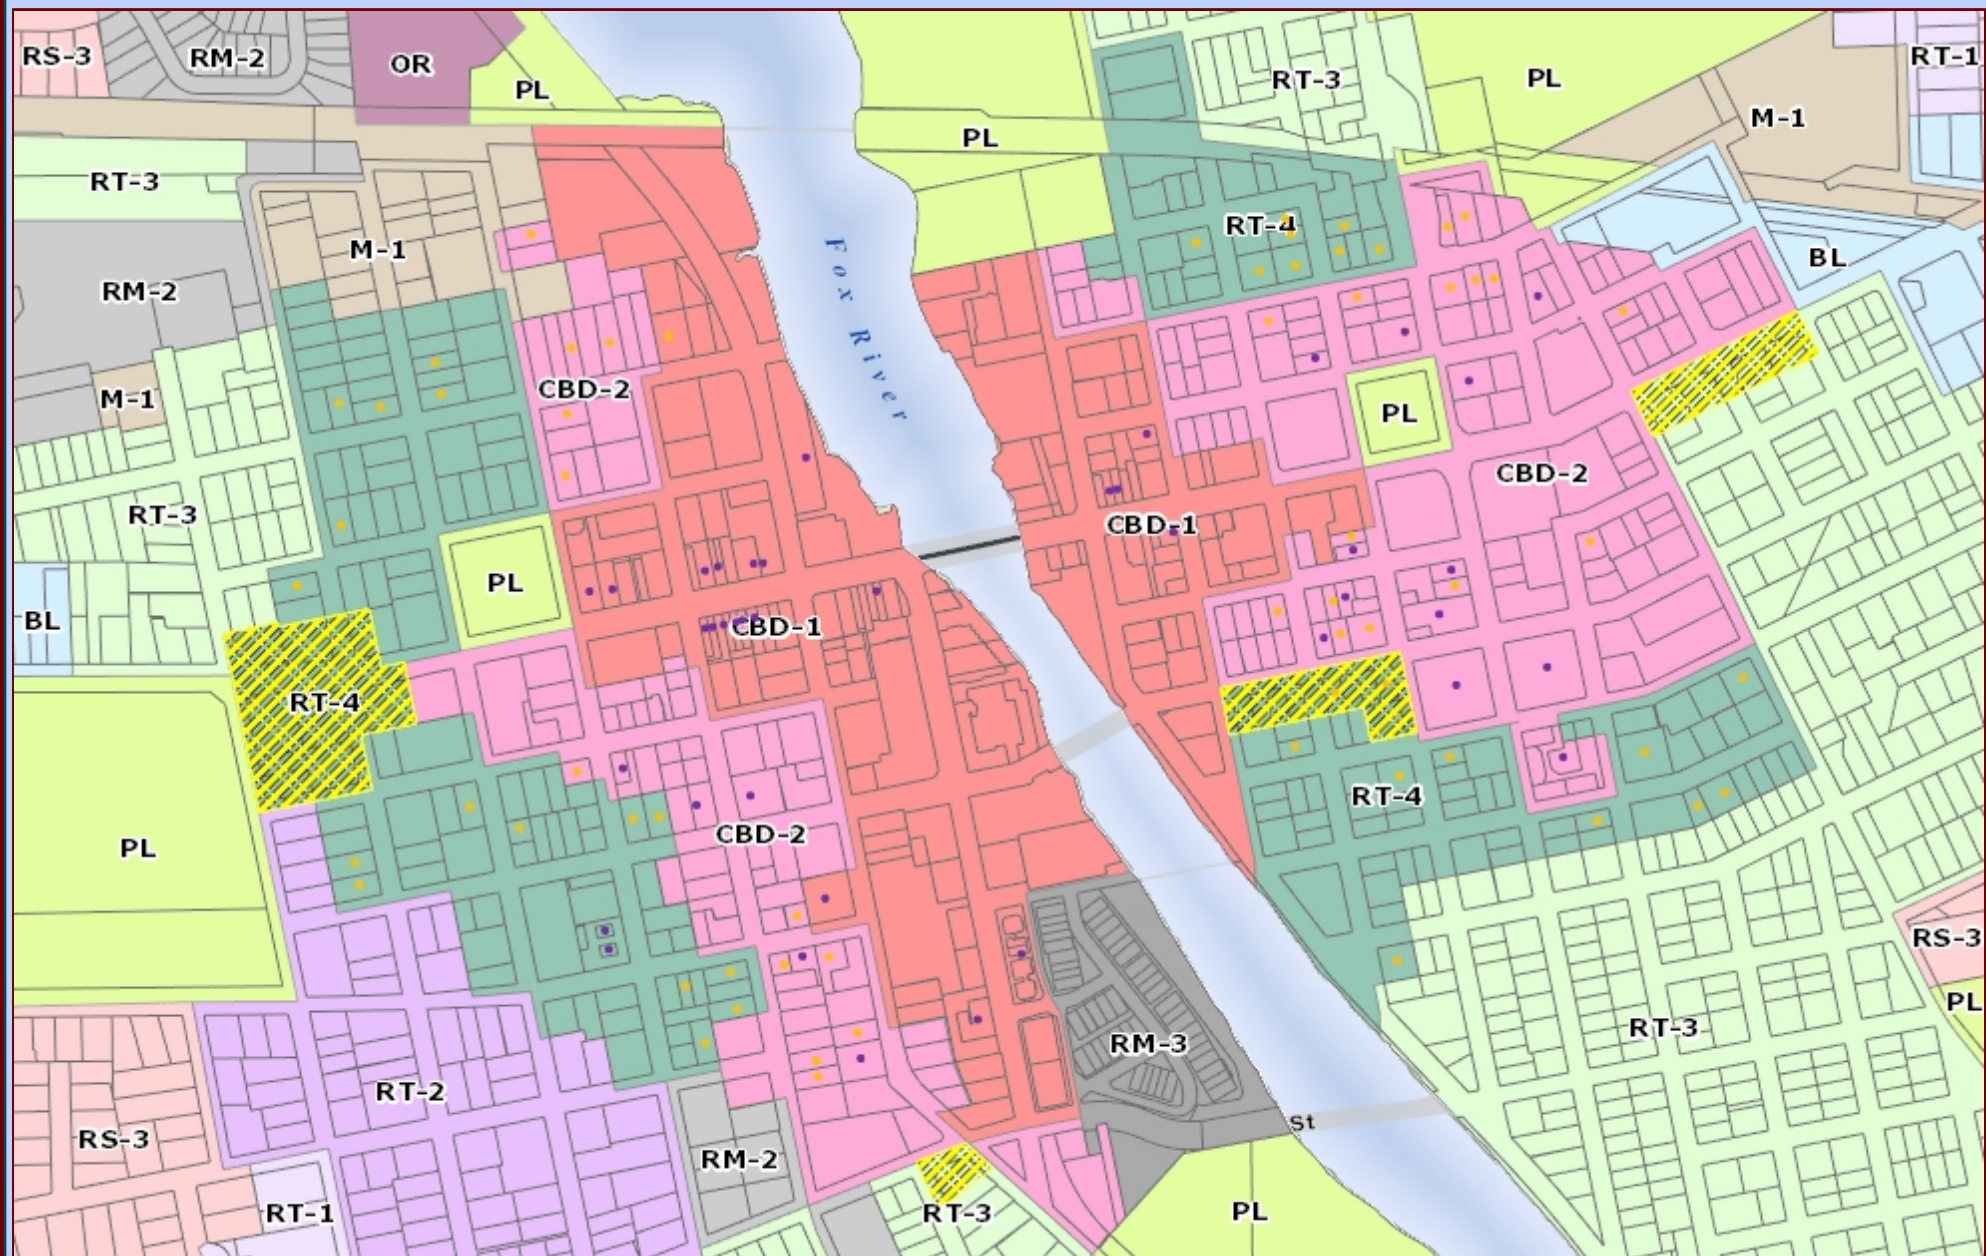 RS-3
RM-2
OR
PL
RT-3
PL
RT-1
M-1
PL
RT-3
RT-4
M-1
BL
RM-2
Fox River
CBD-2
M-1
PL
CBD-2
RT-3
CBD-1
PL
BL
CBD-1
RT-4
RT-4
CBD-2
PL
RS-3
PL
RT-3
RM-3
RT-2
St
RS-3
RM-2
RT-1
RT-3
PL